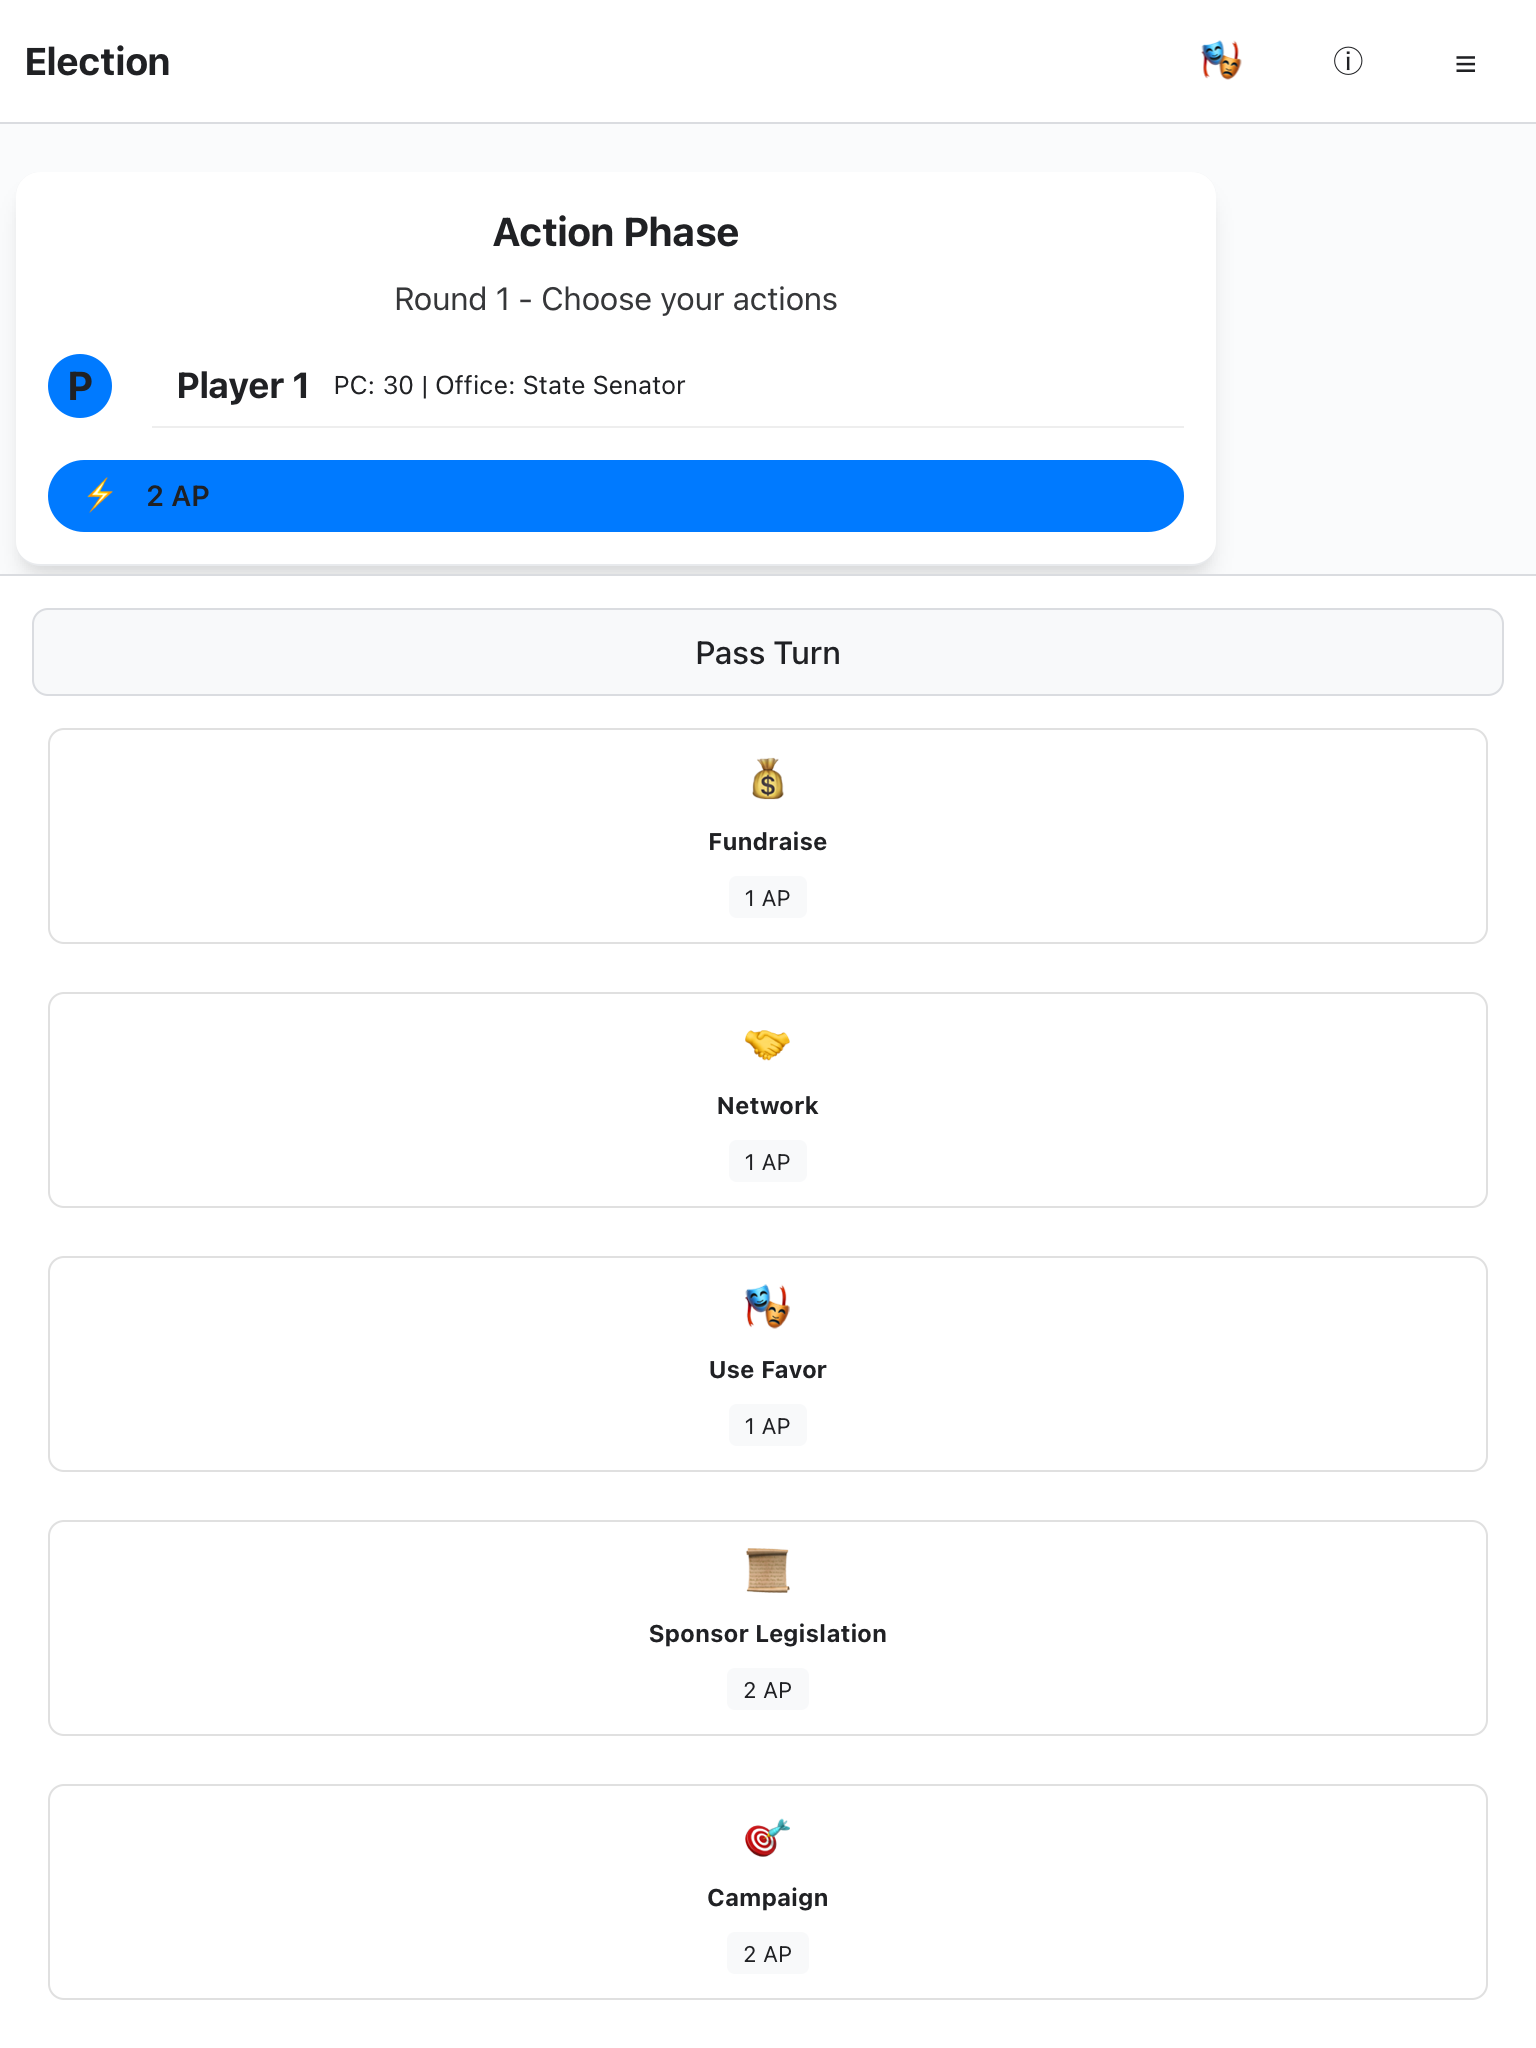 Election
Action Phase
Round 1 - Choose your actions
P
Player 1 PC: 30 | Office: State Senator
2 AP
Pass Turn
Fundraise
1 AP
Network
1 AP
Use Favor
1 AP
Sponsor Legislation
2 AP
Campaign
2 AP